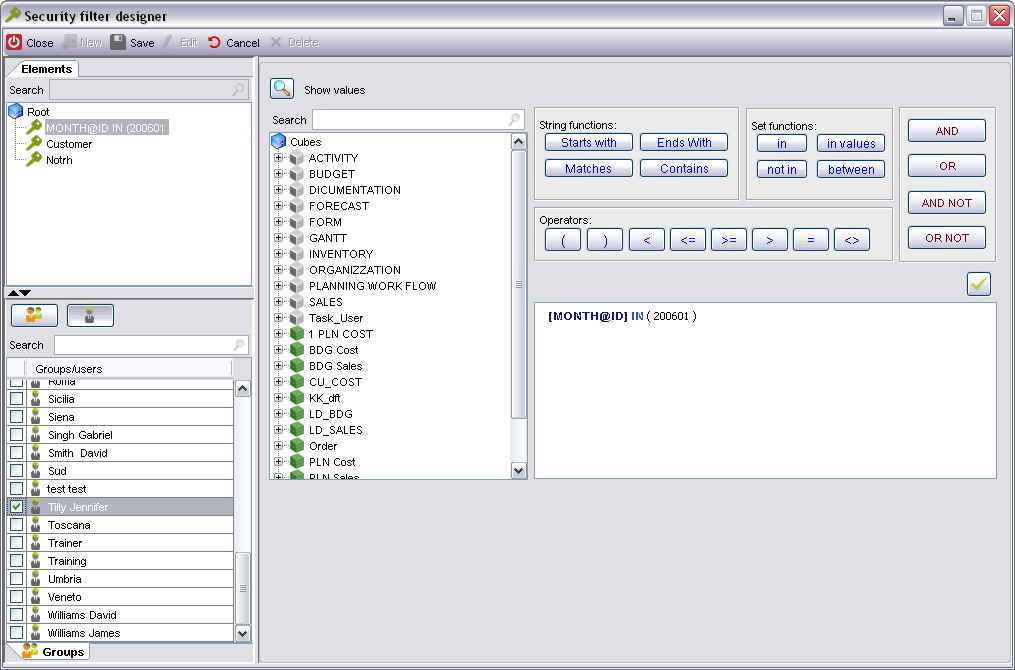 Security filter designer
Close New Save Edit Cancel Delete
Elements
Search
Root
MONTH@ID IN (200601
Customer
Notrh
Search
Groups/users
Roma
Sicilia
Siena
Singh Gabriel
Smith David
Sud
test test
Tilly Jennifer
Toscana
Trainer
Training
Umbria
Veneto
Williams David
Williams James
Groups
Show values
Search
Cubes
ACTIVITY
BUDGET
DICUMENTATION
FORECAST
FORM
GANTT
INVENTORY
ORGANIZZATION
PLANNING WORK FLOW
SALES
Task_User
1 PLN COST
BDG Cost
BDG Sales
CU_COST
KK_dft
LD_BDG
LD_SALES
Order
PLN Cost
PLN Sales
String functions:
Starts with Ends With
Matches Contains
Set functions:
in in values
not in between
Operators:
( ) < <= >= > = <>
AND
OR
AND NOT
OR NOT
[MONTH@ID] IN ( 200601 )